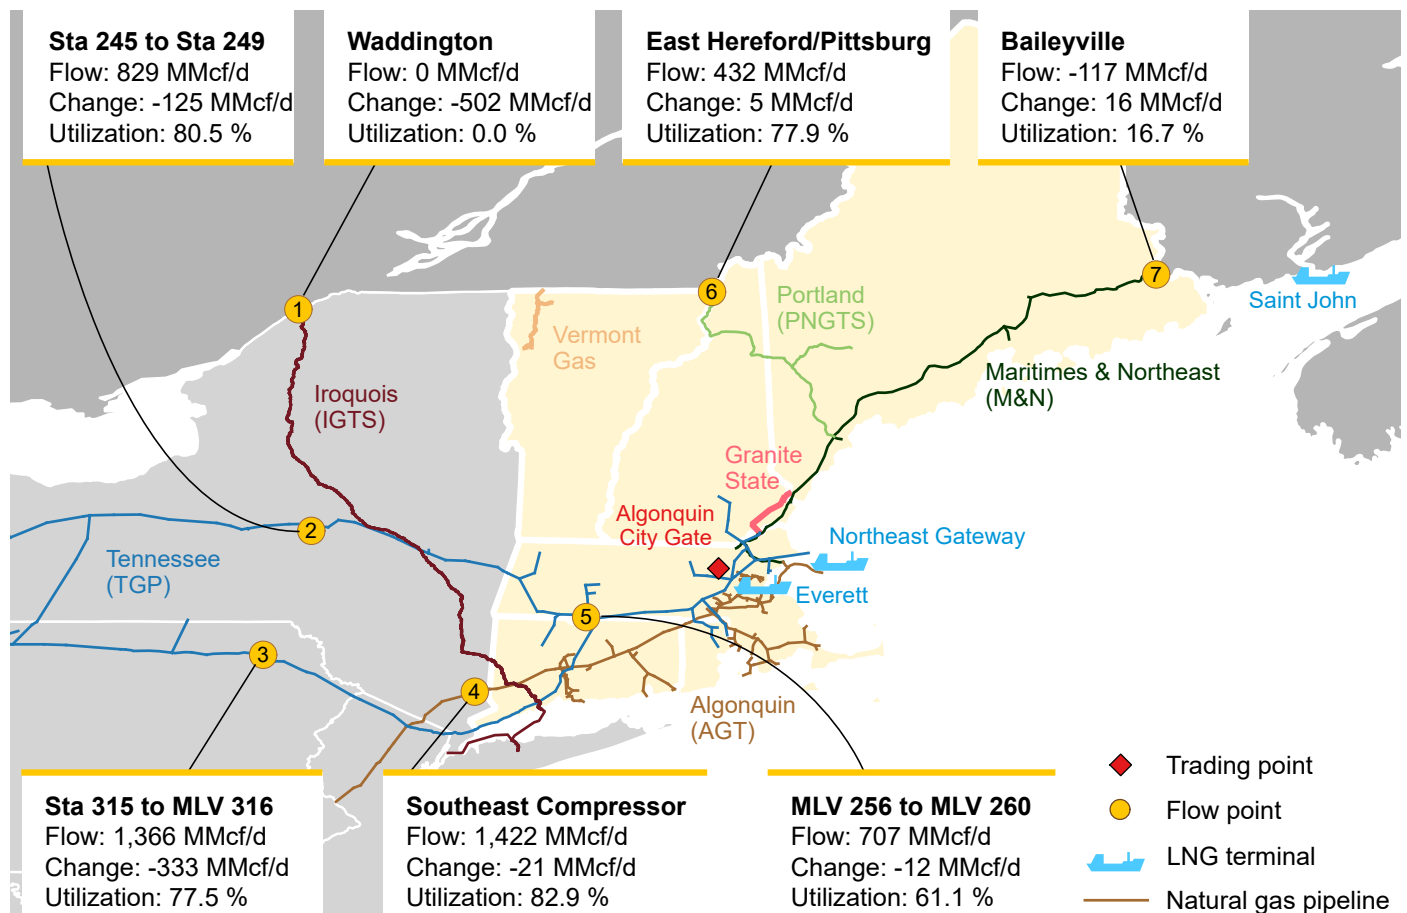 Sta 245 to Sta 249
Flow: 829 MMcf/d
Change: -125 MMcf/d
Utilization: 80.5 %
Waddington
Flow: 0 MMcf/d
Change: -502 MMcf/d
Utilization: 0.0 %
East Hereford/Pittsburg
Flow: 432 MMcf/d
Change: 5 MMcf/d
Utilization: 77.9 %
Baileyville
Flow: -117 MMcf/d
Change: 16 MMcf/d
Utilization: 16.7 %
1
6
7
Saint John
Portland
(PNGTS)
Vermont
Gas
Iroquois
(IGTS)
Maritimes & Northeast
(M&N)
Granite
State
Algonquin
City Gate
2
Northeast Gateway
Tennessee
(TGP)
Everett
5
3
4
Algonquin
(AGT)
Sta 315 to MLV 316
Flow: 1,366 MMcf/d
Change: -333 MMcf/d
Utilization: 77.5 %
Southeast Compressor
Flow: 1,422 MMcf/d
Change: -21 MMcf/d
Utilization: 82.9 %
MLV 256 to MLV 260
Flow: 707 MMcf/d
Change: -12 MMcf/d
Utilization: 61.1 %
Trading point
Flow point
LNG terminal
Natural gas pipeline